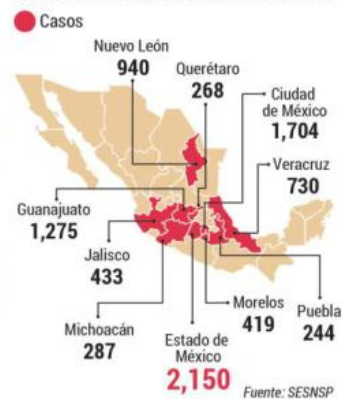 Casos
Nuevo León
940
Querétaro
268
Ciudad
de México
1,704
Veracruz
730
Guanajuato
1,275
Jalisco
433
Michoacán
287
Estado de
México
2,150
Morelos
419
Puebla
244
Fuente: SESNSP